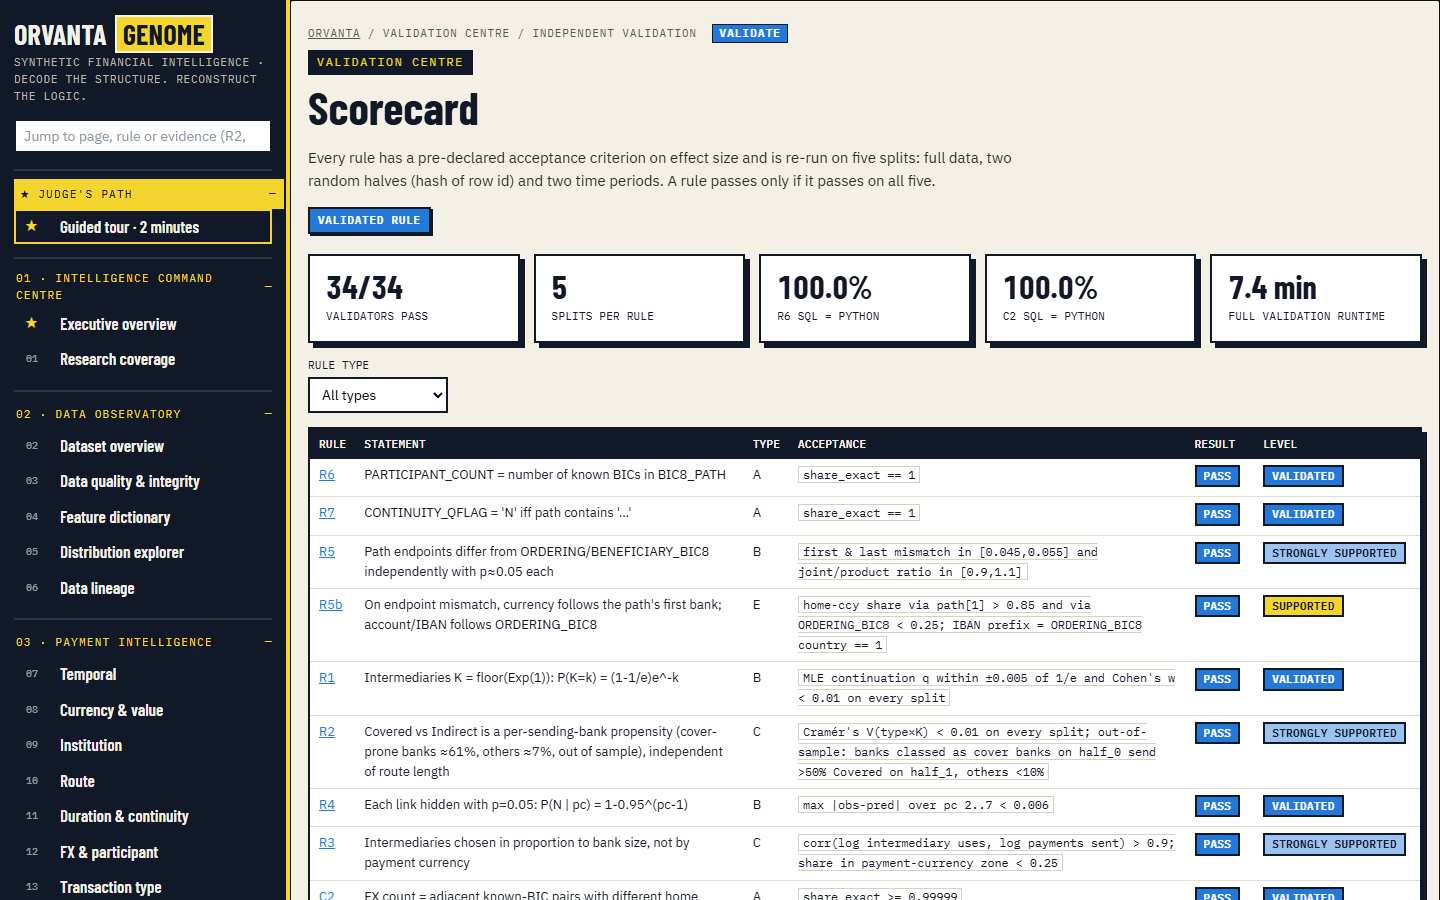 ORVANTA GENOME
SYNTHETIC FINANCIAL INTELLIGENCE ·
DECODE THE STRUCTURE. RECONSTRUCT
THE LOGIC.
Jump to page, rule or evidence (R2,
★ JUDGE'S PATH –
★ Guided tour · 2 minutes
01 · INTELLIGENCE COMMAND
CENTRE –
★ Executive overview
01 Research coverage
02 · DATA OBSERVATORY –
02 Dataset overview
03 Data quality & integrity
04 Feature dictionary
05 Distribution explorer
06 Data lineage
03 · PAYMENT INTELLIGENCE –
07 Temporal
08 Currency & value
09 Institution
10 Route
11 Duration & continuity
12 FX & participant
13 Transaction type
ORVANTA / VALIDATION CENTRE / INDEPENDENT VALIDATION VALIDATE
VALIDATION CENTRE
Scorecard
Every rule has a pre-declared acceptance criterion on effect size and is re-run on five splits: full data, two
random halves (hash of row id) and two time periods. A rule passes only if it passes on all five.
VALIDATED RULE
34/34
VALIDATORS PASS
5
SPLITS PER RULE
100.0%
R6 SQL = PYTHON
100.0%
C2 SQL = PYTHON
7.4 min
FULL VALIDATION RUNTIME
RULE TYPE
All types
RULE STATEMENT TYPE ACCEPTANCE RESULT LEVEL
R6 PARTICIPANT_COUNT = number of known BICs in BIC8_PATH A share_exact == 1 PASS VALIDATED
R7 CONTINUITY_QFLAG = 'N' iff path contains '...' A share_exact == 1 PASS VALIDATED
R5 Path endpoints differ from ORDERING/BENEFICIARY_BIC8 B first & last mismatch in [0.045,0.055] and PASS STRONGLY SUPPORTED
independently with p≈0.05 each joint/product ratio in [0.9,1.1]
R5b On endpoint mismatch, currency follows the path's first bank; E home-ccy share via path[1] > 0.85 and via PASS SUPPORTED
account/IBAN follows ORDERING_BIC8 ORDERING_BIC8 < 0.25; IBAN prefix = ORDERING_BIC8
country == 1
R1 Intermediaries K = floor(Exp(1)): P(K=k) = (1-1/e)e^-k B MLE continuation q within ±0.005 of 1/e and Cohen's w PASS VALIDATED
< 0.01 on every split
R2 Covered vs Indirect is a per-sending-bank propensity (cover- C Cramér's V(type×K) < 0.01 on every split; out-of- PASS STRONGLY SUPPORTED
prone banks ≈61%, others ≈7%, out of sample), independent sample: banks classed as cover banks on half_0 send
of route length >50% Covered on half_1, others <10%
R4 Each link hidden with p=0.05: P(N | pc) = 1-0.95^(pc-1) B max |obs-pred| over pc 2..7 < 0.006 PASS VALIDATED
R3 Intermediaries chosen in proportion to bank size, not by C corr(log intermediary uses, log payments sent) > 0.9; PASS STRONGLY SUPPORTED
payment currency share in payment-currency zone < 0.25
C2 FX count = adjacent known-BIC pairs with different home A share_exact >= 0.99999 PASS VALIDATED